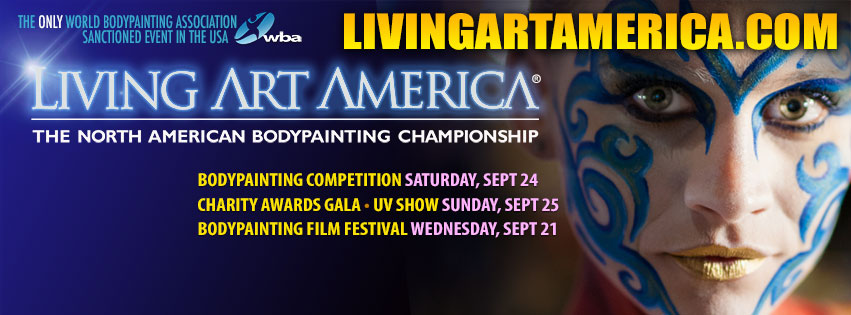 THE ONLY WORLD BODYPAINTING ASSOCIATION
SANCTIONED EVENT IN THE USA
wba
LIVINGARTAMERICA.COM
LIVING ART AMERICA®
THE NORTH AMERICAN BODYPAINTING CHAMPIONSHIP
BODYPAINTING COMPETITION SATURDAY, SEPT 24
CHARITY AWARDS GALA • UV SHOW SUNDAY, SEPT 25
BODYPAINTING FILM FESTIVAL WEDNESDAY, SEPT 21